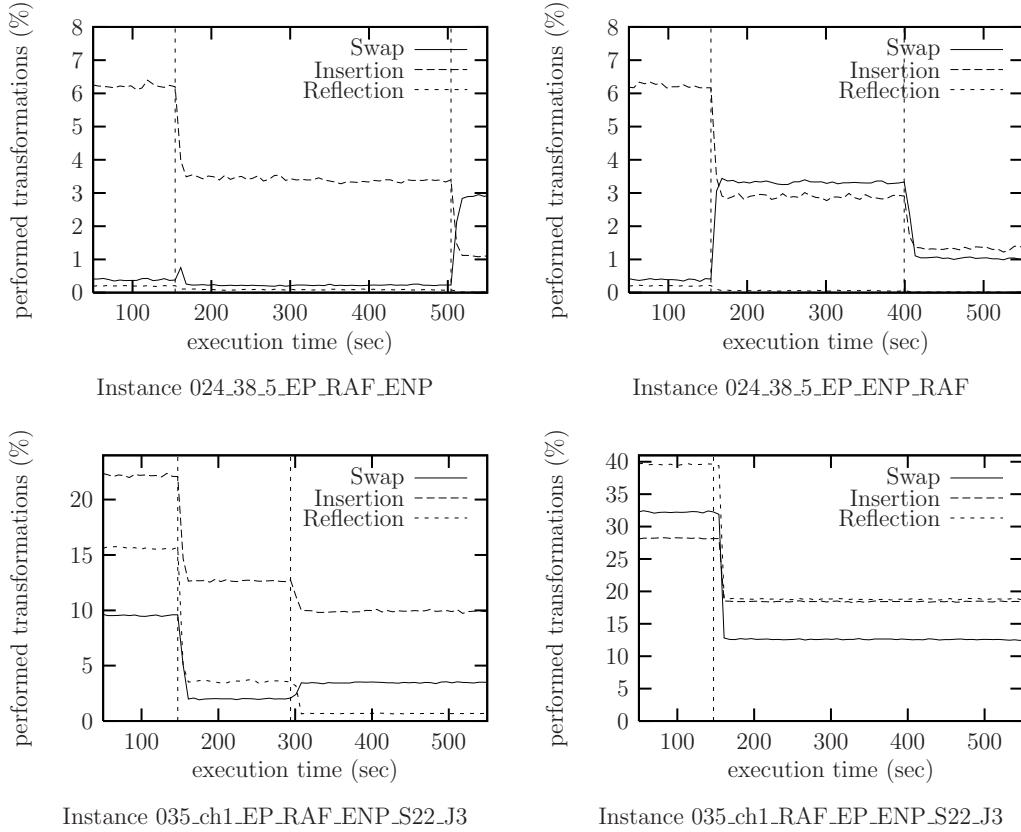 performed transformations (%)
8
7
6
5
4
3
2
1
0
Swap
Insertion
Reflection
100 200 300 400 500
execution time (sec)
Instance 024_38_5_EP_RAF_ENP
performed transformations (%)
8
7
6
5
4
3
2
1
0
Swap
Insertion
Reflection
100 200 300 400 500
execution time (sec)
Instance 024_38_5_EP_ENP_RAF
performed transformations (%)
20
15
10
5
0
Swap
Insertion
Reflection
100 200 300 400 500
execution time (sec)
Instance 035_ch1_EP_RAF_ENP_S22_J3
performed transformations (%)
40
35
30
25
20
15
10
5
0
Swap
Insertion
Reflection
100 200 300 400 500
execution time (sec)
Instance 035_ch1_RAF_EP_ENP_S22_J3